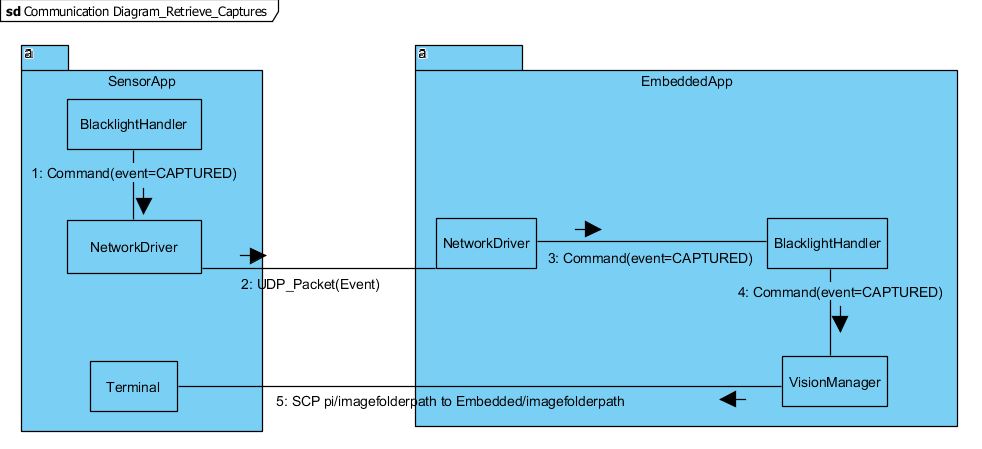 sd Communication Diagram_Retrieve_Captures
a
SensorApp
BlacklightHandler
1: Command(event=CAPTURED)
NetworkDriver
2: UDP_Packet(Event)
Terminal
a
EmbeddedApp
NetworkDriver
3: Command(event=CAPTURED)
BlacklightHandler
4: Command(event=CAPTURED)
VisionManager
5: SCP pi/imagefolderpath to Embedded/imagefolderpath